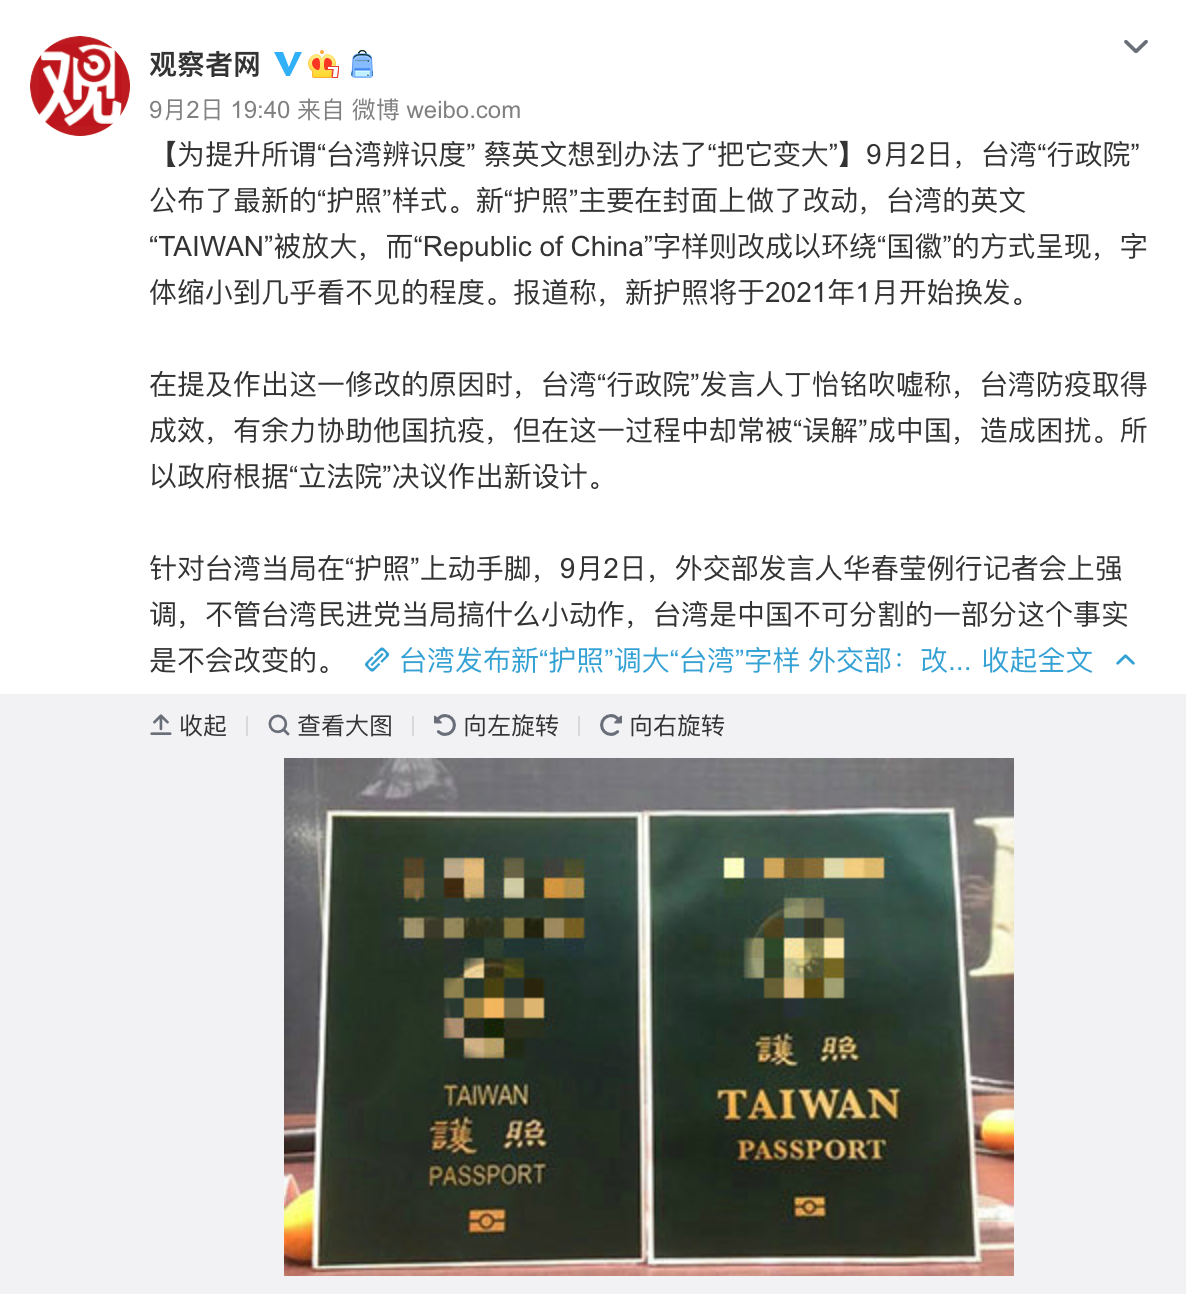 观
观察者网
9月2日 19:40 来自 微博 weibo.com
【为提升所谓“台湾辨识度” 蔡英文想到办法了“把它变大”】9月2日，台湾“行政院”
公布了最新的“护照”样式。新“护照”主要在封面上做了改动，台湾的英文
“TAIWAN”被放大，而“Republic of China”字样则改成以环绕“国徽”的方式呈现，字
体缩小到几乎看不见的程度。报道称，新护照将于2021年1月开始换发。
在提及作出这一修改的原因时，台湾“行政院”发言人丁怡铭吹嘘称，台湾防疫取得
成效，有余力协助他国抗疫，但在这一过程中却常被“误解”成中国，造成困扰。所
以政府根据“立法院”决议作出新设计。
针对台湾当局在“护照”上动手脚，9月2日，外交部发言人华春莹例行记者会上强
调，不管台湾民进党当局搞什么小动作，台湾是中国不可分割的一部分这个事实
是不会改变的。 台湾发布新“护照”调大“台湾”字样 外交部：改... 收起全文
收起 查看大图 向左旋转 向右旋转
TAIWAN
護照
PASSPORT
護照
TAIWAN
PASSPORT